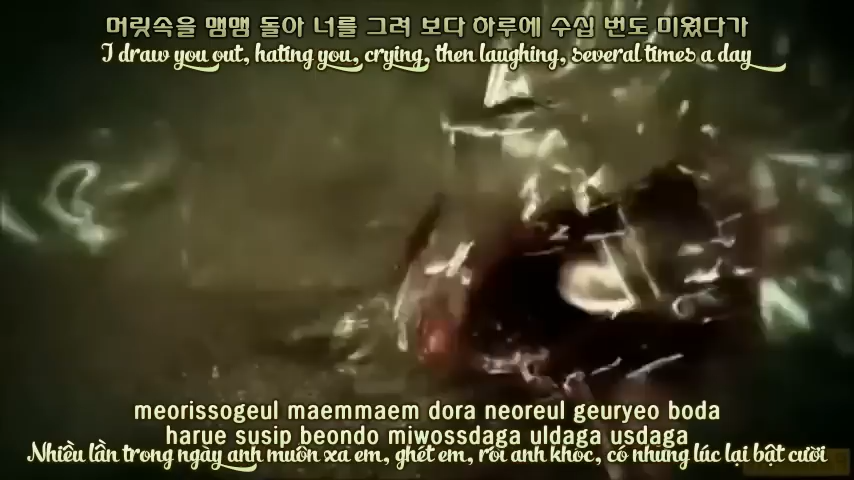 머릿속을 맴맴 돌아 너를 그려 보다 하루에 수십 번도 미웠다가
I draw you out, hating you, crying, then laughing, several times a day
meorissogeul maemmaem dora neoreul geuryeo boda
harue susip beondo miwossdaga uldaga usdaga
Nhiều lần trong ngày anh muốn xa em, ghét em, rồi anh khóc, có những lúc lại bật cười